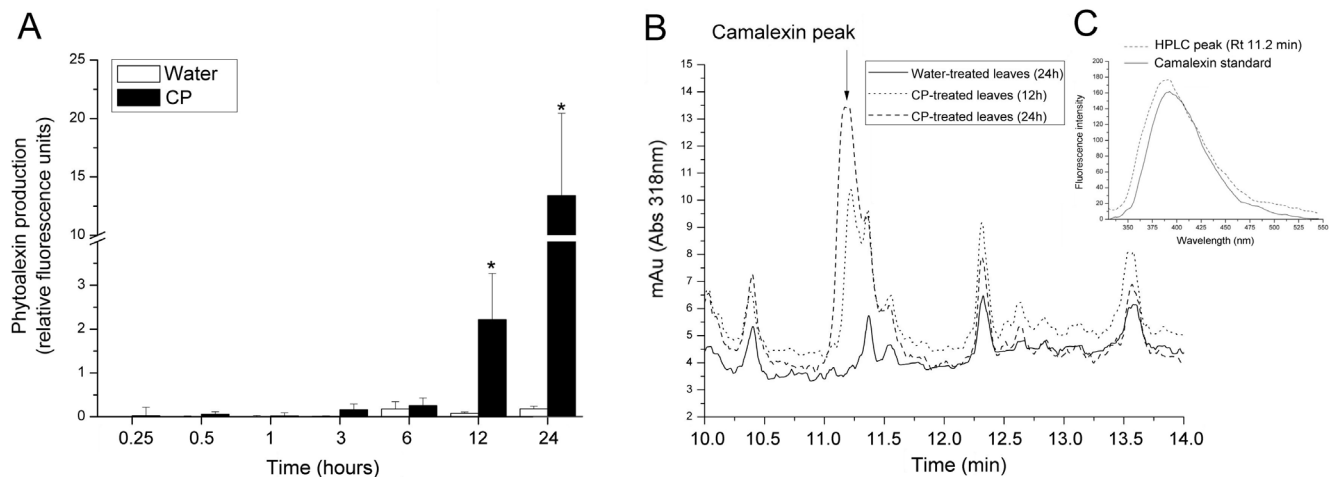 A
Phytoalexin production
(relative fluorescence units)
25
20
15
10
3
2
1
0
Water
CP
*
*
0.25 0.5 1 3 6 12 24
Time (hours)
B
Camalexin peak
mAu (Abs 318nm)
15
14
13
12
11
10
9
8
7
6
5
4
3
2
Water-treated leaves (24h)
CP-treated leaves (12h)
CP-treated leaves (24h)
10.0 10.5 11.0 11.5 12.0 12.5 13.0 13.5 14.0
Time (min)
C
HPLC peak (Rt 11.2 min)
Camalexin standard
Fluorescence intensity
200
180
160
140
120
100
80
60
40
20
0
350 375 400 425 450 475 500 525 550
Wavelength (nm)